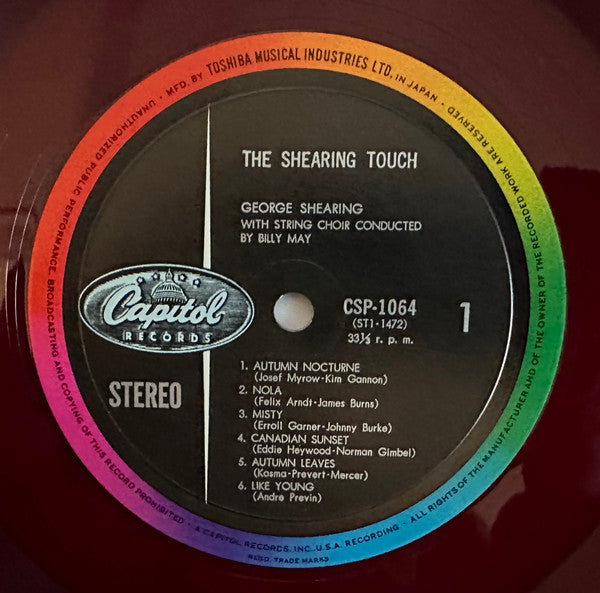 MFD. BY TOSHIBA MUSICAL INDUSTRIES LTD, IN JAPAN · ALL RIGHTS OF THE MANUFACTURER AND OF THE OWNER OF THE RECORDED WORK ARE RESERVED · UNAUTHORIZED PUBLIC PERFORMANCE, BROADCASTING AND COPYING OF THIS RECORD PROHIBITED ·
THE SHEARING TOUCH
GEORGE SHEARING
WITH STRING CHOIR CONDUCTED
BY BILLY MAY
Capitol
RECORDS
CSP-1064
(ST1-1472)
33⅓ r. p. m.
1
STEREO
1. AUTUMN NOCTURNE
(Josef Myrow-Kim Gannon)
2. NOLA
(Felix Arndt-James Burns)
3. MISTY
(Erroll Garner-Johnny Burke)
4. CANADIAN SUNSET
(Eddie Heywood-Norman Gimbel)
5. AUTUMN LEAVES
(Kosma-Prevert-Mercer)
6. LIKE YOUNG
(Andre Previn)
· A CAPITOL RECORDS, INC., U.S.A. RECORDING ·
TRADE MARKS